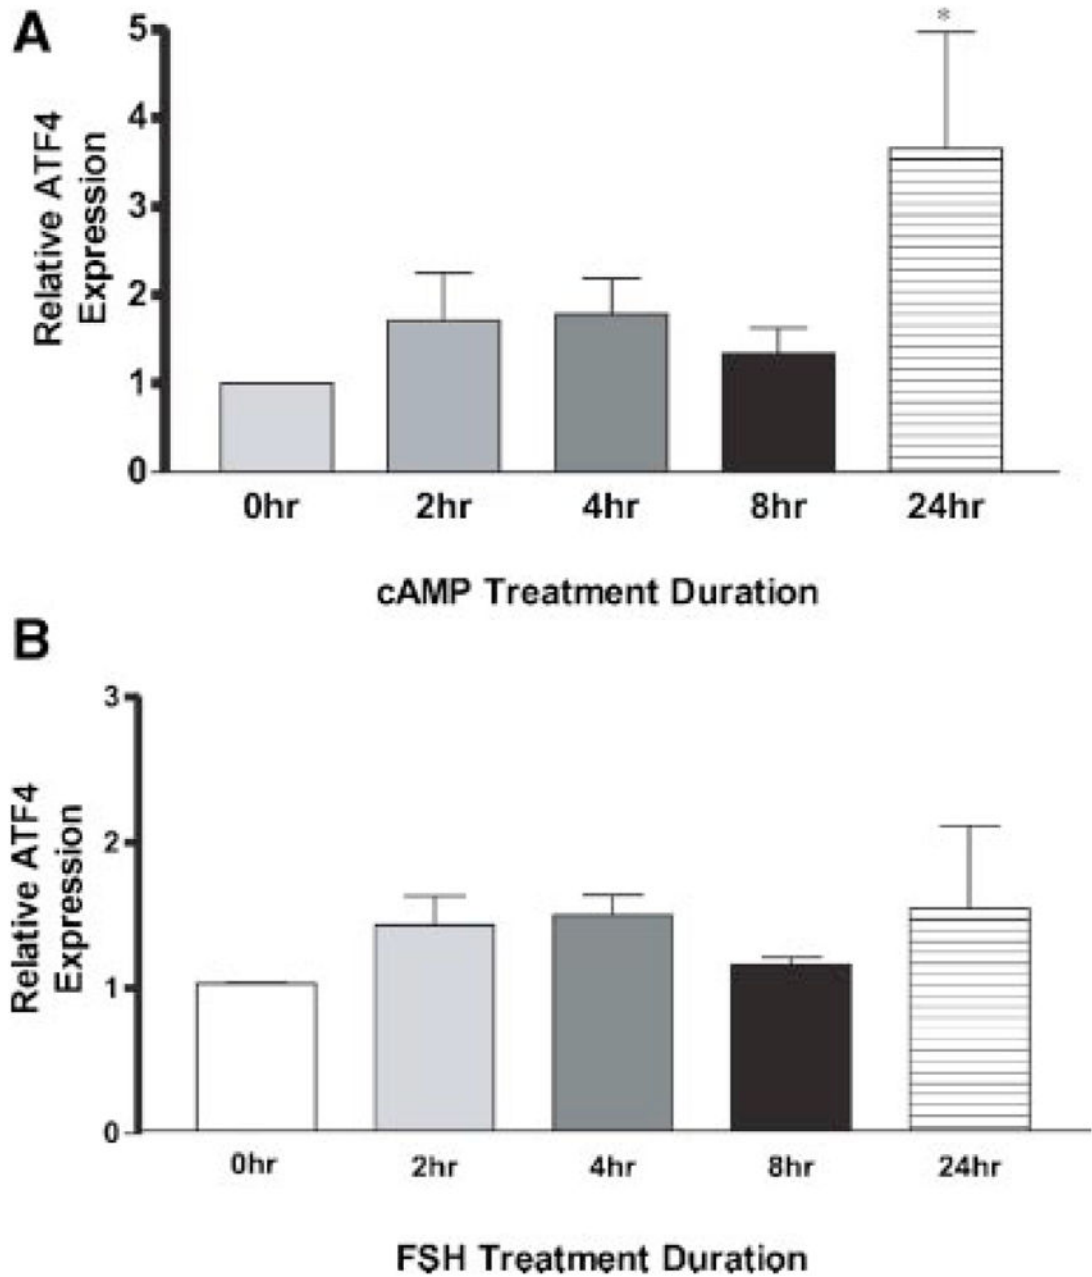 A
5
*
4
3
2
1
0
Relative ATF4
Expression
0hr 2hr 4hr 8hr 24hr
cAMP Treatment Duration
B
3
2
1
0
Relative ATF4
Expression
0hr 2hr 4hr 8hr 24hr
FSH Treatment Duration